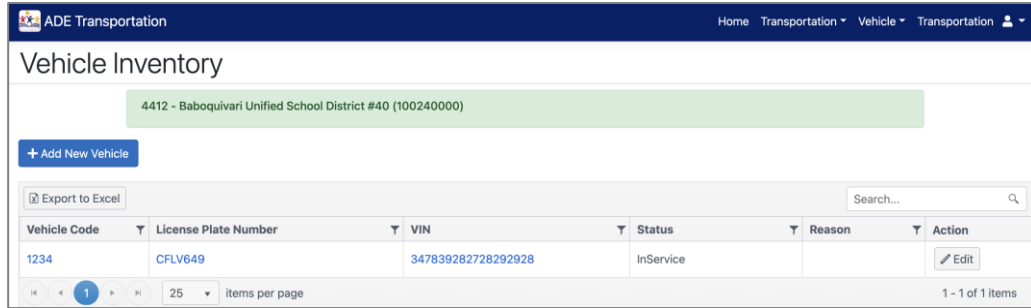 ADE Transportation
Home Transportation Vehicle Transportation
Vehicle Inventory
4412 - Baboquivari Unified School District #40 (100240000)
+ Add New Vehicle
Export to Excel
Search...
Vehicle Code License Plate Number VIN Status Reason Action
1234 CFLV649 347839282728292928 InService Edit
1 25 items per page 1 - 1 of 1 items